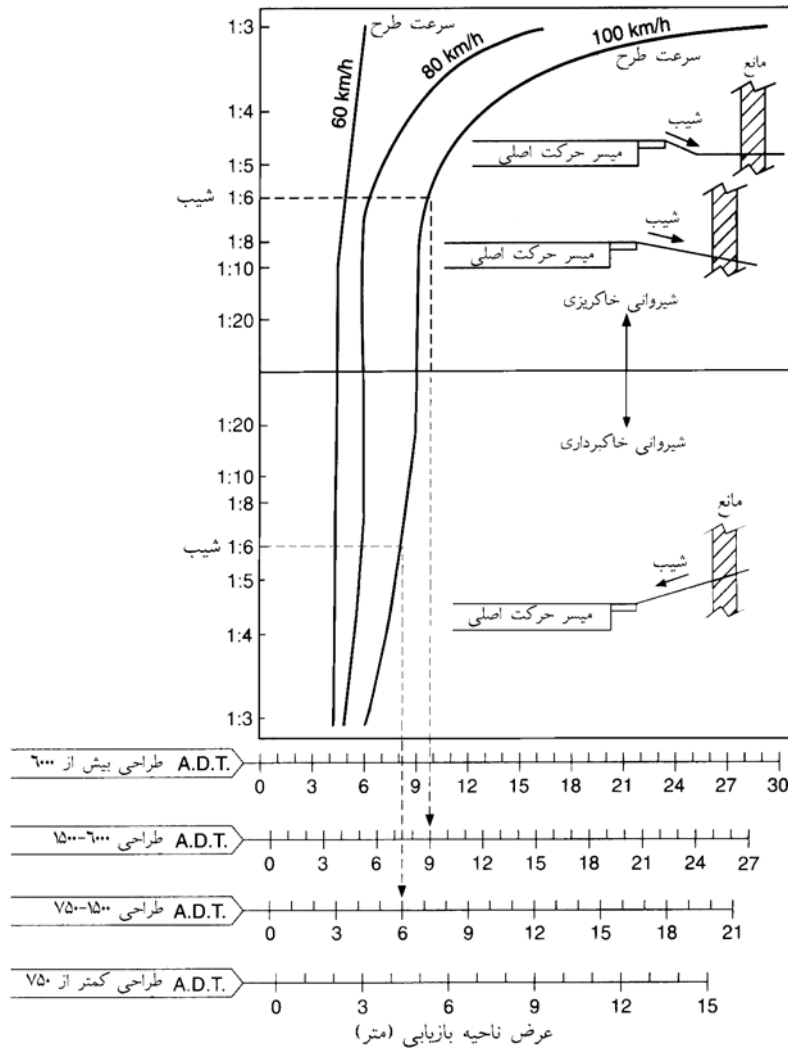 1:3
سرعت طرح
60 km/h
80 km/h
100 km/h
سرعت طرح
مانع
1:4
شیب
میسر حرکت اصلی
1:5
شیب 1:6
شیب
1:8
میسر حرکت اصلی
1:10
شیروانی خاکریزی
1:20
1:20
شیروانی خاکبرداری
1:10
1:8
مانع
شیب 1:6
شیب
1:5
میسر حرکت اصلی
1:4
1:3
A.D.T. طراحی بیش از ۶۰۰۰
0 3 6 9 12 15 18 21 24 27 30
A.D.T. طراحی ۶۰۰۰-۱۵۰۰
0 3 6 9 12 15 18 21 24 27
A.D.T. طراحی ۱۵۰۰-۷۵۰
0 3 6 9 12 15 18 21
A.D.T. طراحی کمتر از ۷۵۰
0 3 6 9 12 15
عرض ناحیه بازیابی (متر)